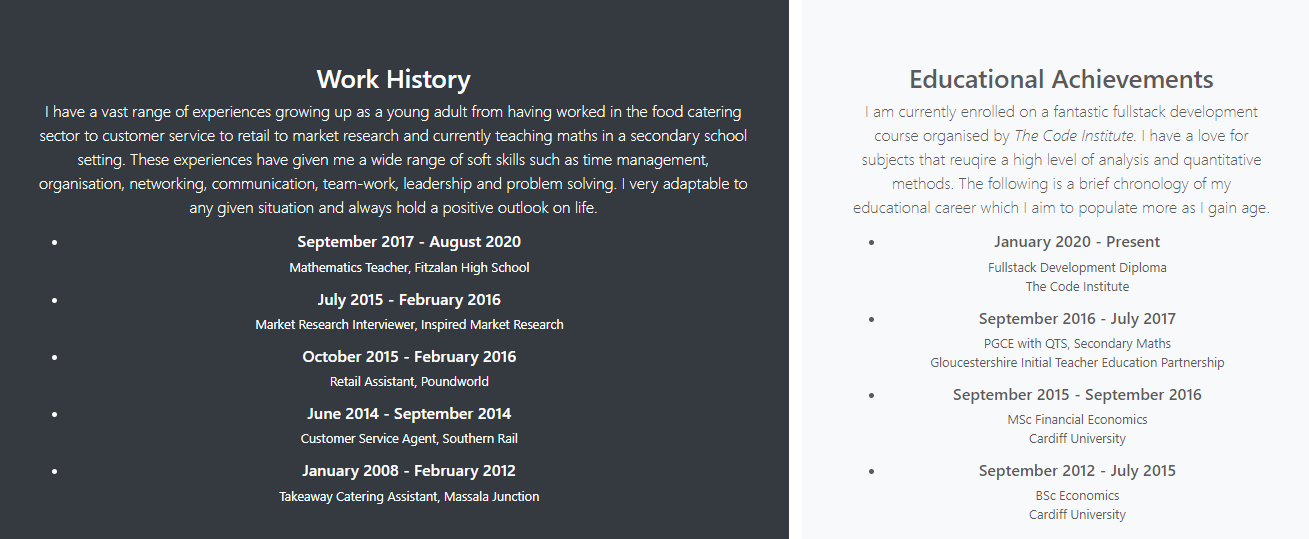 Work History
I have a vast range of experiences growing up as a young adult from having worked in the food catering
sector to customer service to retail to market research and currently teaching maths in a secondary school
setting. These experiences have given me a wide range of soft skills such as time management,
organisation, networking, communication, team-work, leadership and problem solving. I very adaptable to
any given situation and always hold a positive outlook on life.
• September 2017 - August 2020
Mathematics Teacher, Fitzalan High School
• July 2015 - February 2016
Market Research Interviewer, Inspired Market Research
• October 2015 - February 2016
Retail Assistant, Poundworld
• June 2014 - September 2014
Customer Service Agent, Southern Rail
• January 2008 - February 2012
Takeaway Catering Assistant, Massala Junction
Educational Achievements
I am currently enrolled on a fantastic fullstack development
course organised by The Code Institute. I have a love for
subjects that reuqire a high level of analysis and quantitative
methods. The following is a brief chronology of my
educational career which I aim to populate more as I gain age.
• January 2020 - Present
Fullstack Development Diploma
The Code Institute
• September 2016 - July 2017
PGCE with QTS, Secondary Maths
Gloucestershire Initial Teacher Education Partnership
• September 2015 - September 2016
MSc Financial Economics
Cardiff University
• September 2012 - July 2015
BSc Economics
Cardiff University